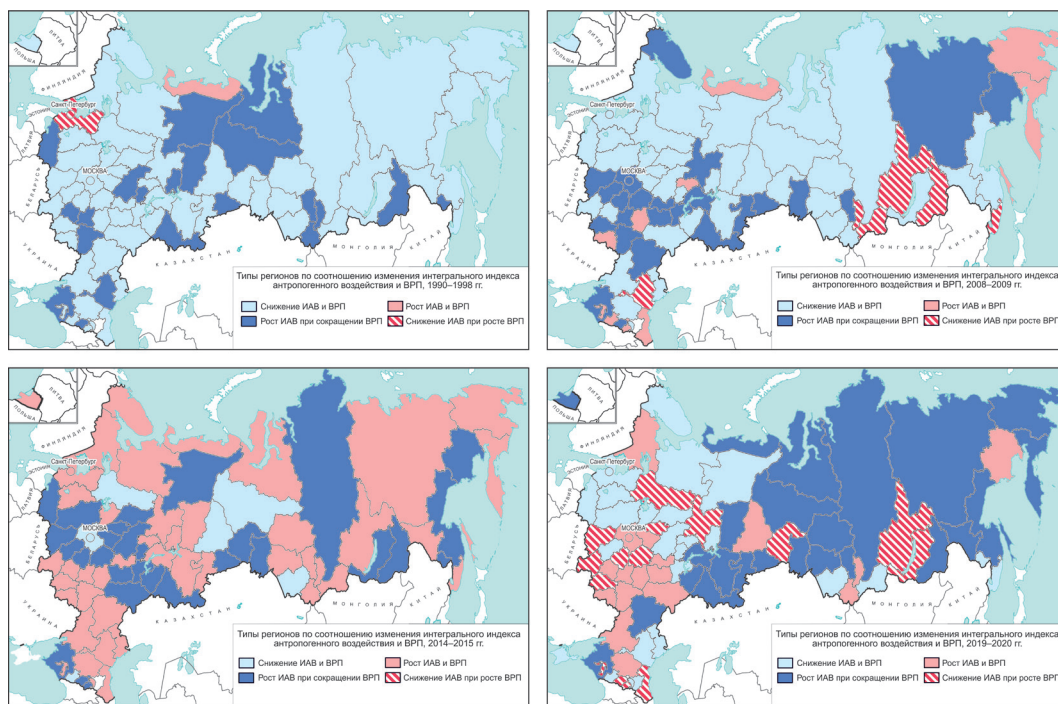 ЛИТВА
ПОЛЬША
ФИНЛЯНДИЯ
Санкт-Петербург
ЭСТОНИЯ
ЛАТВИЯ
БЕЛАРУСЬ
МОСКВА
УКРАИНА
КАЗАХСТАН
МОНГОЛИЯ
КИТАЙ
Типы регионов по соотношению изменения интегрального индекса
антропогенного воздействия и ВРП, 1990–1998 гг.
Снижение ИАВ и ВРП
Рост ИАВ и ВРП
Рост ИАВ при сокращении ВРП
Снижение ИАВ при росте ВРП
ЛИТВА
ПОЛЬША
ФИНЛЯНДИЯ
Санкт-Петербург
ЭСТОНИЯ
ЛАТВИЯ
БЕЛАРУСЬ
МОСКВА
УКРАИНА
КАЗАХСТАН
МОНГОЛИЯ
КИТАЙ
Типы регионов по соотношению изменения интегрального индекса
антропогенного воздействия и ВРП, 2008–2009 гг.
Снижение ИАВ и ВРП
Рост ИАВ и ВРП
Рост ИАВ при сокращении ВРП
Снижение ИАВ при росте ВРП
ЛИТВА
ПОЛЬША
ФИНЛЯНДИЯ
Санкт-Петербург
ЭСТОНИЯ
ЛАТВИЯ
БЕЛАРУСЬ
МОСКВА
УКРАИНА
КАЗАХСТАН
МОНГОЛИЯ
КИТАЙ
Типы регионов по соотношению изменения интегрального индекса
антропогенного воздействия и ВРП, 2014–2015 гг.
Снижение ИАВ и ВРП
Рост ИАВ и ВРП
Рост ИАВ при сокращении ВРП
Снижение ИАВ при росте ВРП
ЛИТВА
ПОЛЬША
ФИНЛЯНДИЯ
Санкт-Петербург
ЭСТОНИЯ
ЛАТВИЯ
БЕЛАРУСЬ
МОСКВА
УКРАИНА
КАЗАХСТАН
МОНГОЛИЯ
КИТАЙ
Типы регионов по соотношению изменения интегрального индекса
антропогенного воздействия и ВРП, 2019–2020 гг.
Снижение ИАВ и ВРП
Рост ИАВ и ВРП
Рост ИАВ при сокращении ВРП
Снижение ИАВ при росте ВРП